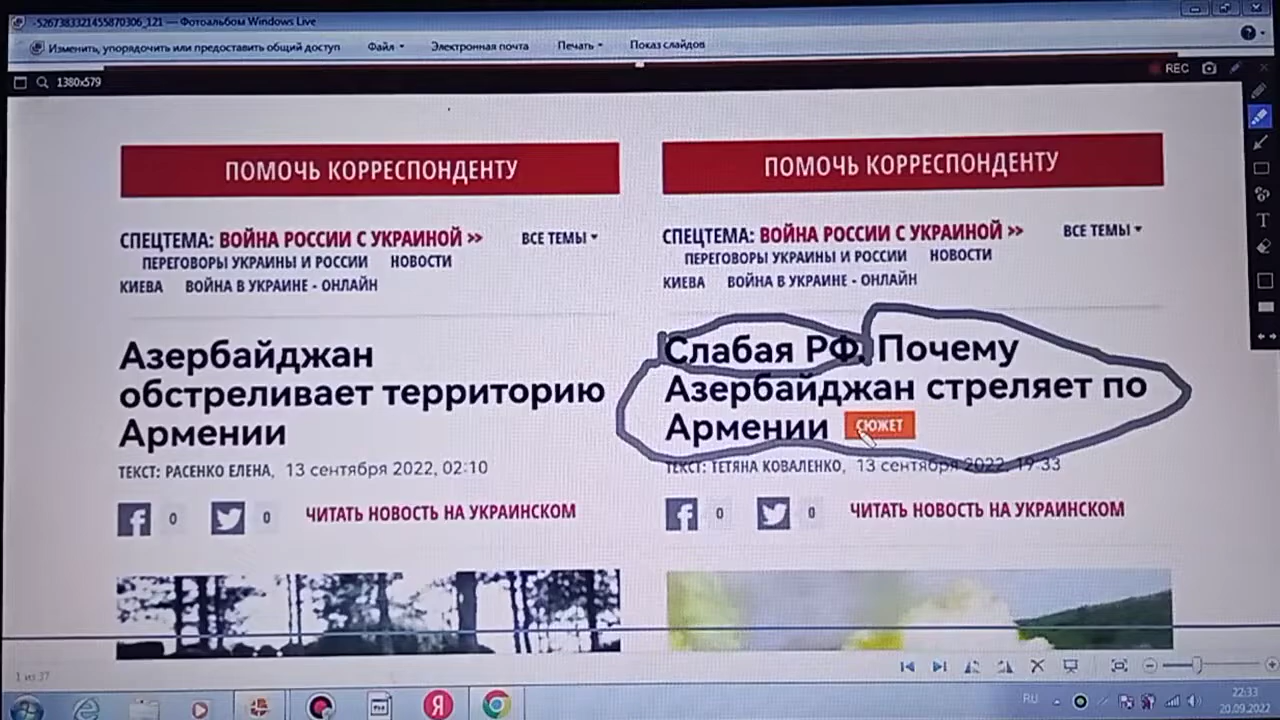 -5267383321455870306_121 — Фотоальбом Windows Live
Изменить, упорядочить или предоставить общий доступ Файл Электронная почта Печать Показ слайдов
1380x579 REC
ПОМОЧЬ КОРРЕСПОНДЕНТУ
СПЕЦТЕМА: ВОЙНА РОССИИ С УКРАИНОЙ >> ВСЕ ТЕМЫ
ПЕРЕГОВОРЫ УКРАИНЫ И РОССИИ НОВОСТИ
КИЕВА ВОЙНА В УКРАИНЕ - ОНЛАЙН
Азербайджан
обстреливает территорию
Армении
ТЕКСТ: РАСЕНКО ЕЛЕНА, 13 сентября 2022, 02:10
0 0 ЧИТАТЬ НОВОСТЬ НА УКРАИНСКОМ
ПОМОЧЬ КОРРЕСПОНДЕНТУ
СПЕЦТЕМА: ВОЙНА РОССИИ С УКРАИНОЙ >> ВСЕ ТЕМЫ
ПЕРЕГОВОРЫ УКРАИНЫ И РОССИИ НОВОСТИ
КИЕВА ВОЙНА В УКРАИНЕ - ОНЛАЙН
Слабая РФ. Почему
Азербайджан стреляет по
Армении СЮЖЕТ
ТЕКСТ: ТЕТЯНА КОВАЛЕНКО, 13 сентября 2022, 19:33
0 0 ЧИТАТЬ НОВОСТЬ НА УКРАИНСКОМ
1 из 37
RU 22:33
20.09.2022